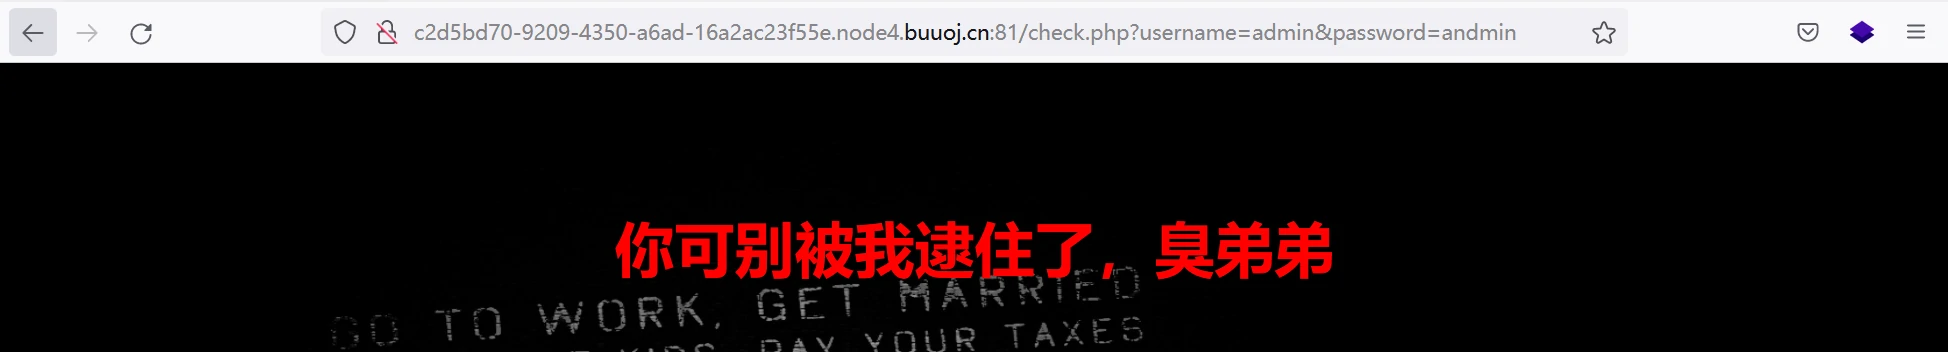 c2d5bd70-9209-4350-a6ad-16a2ac23f55e.node4.buuoj.cn:81/check.php?username=admin&password=andmin
你可别被我逮住了，臭弟弟
GO TO WORK, GET MARRIED
KIDS, PAY YOUR TAXES